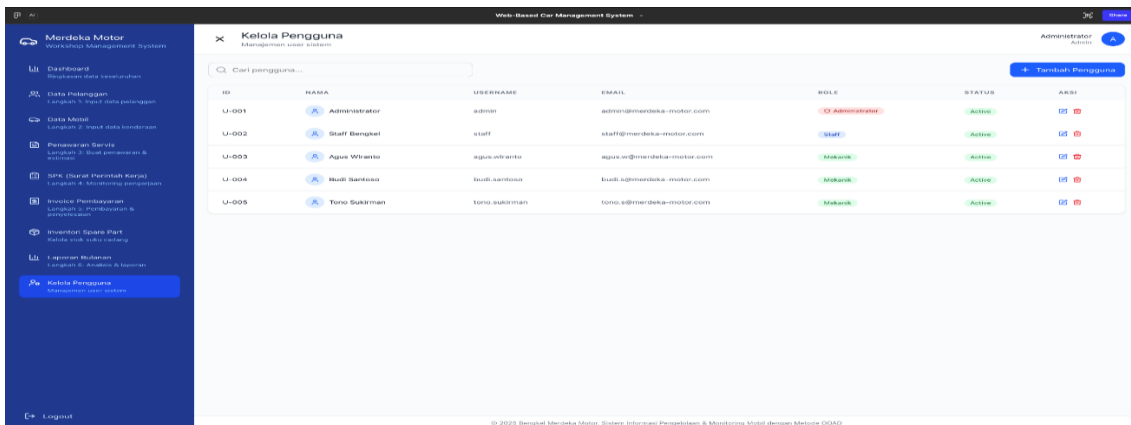 AI
Web-Based Car Management System
Share
Merdeka Motor
Workshop Management System
Dashboard
Ringkasan data keseluruhan
Data Pelanggan
Langkah 1: Input data pelanggan
Data Mobil
Langkah 2: Input data kendaraan
Penawaran Servis
Langkah 3: Buat penawaran &
estimasi
SPK (Surat Perintah Kerja)
Langkah 4: Monitoring pengerjaan
Invoice Pembayaran
Langkah 5: Pembayaran &
penyelesaian
Inventori Spare Part
Kelola stok suku cadang
Laporan Bulanan
Langkah 6: Analisis & laporan
Kelola Pengguna
Manajemen user sistem
Logout
Kelola Pengguna
Manajemen user sistem
Administrator
Admin
A
Cari pengguna...
+ Tambah Pengguna
ID NAMA USERNAME EMAIL ROLE STATUS AKSI
U-001 Administrator admin admin@merdeka-motor.com Administrator Active
U-002 Staff Bengkel staff staff@merdeka-motor.com Staff Active
U-003 Agus Wiranto agus.wiranto agus.w@merdeka-motor.com Mekanik Active
U-004 Budi Santoso budi.santoso budi.s@merdeka-motor.com Mekanik Active
U-005 Tono Sukirman tono.sukirman tono.s@merdeka-motor.com Mekanik Active
© 2025 Bengkel Merdeka Motor. Sistem Informasi Pengelolaan & Monitoring Mobil dengan Metode OOAD